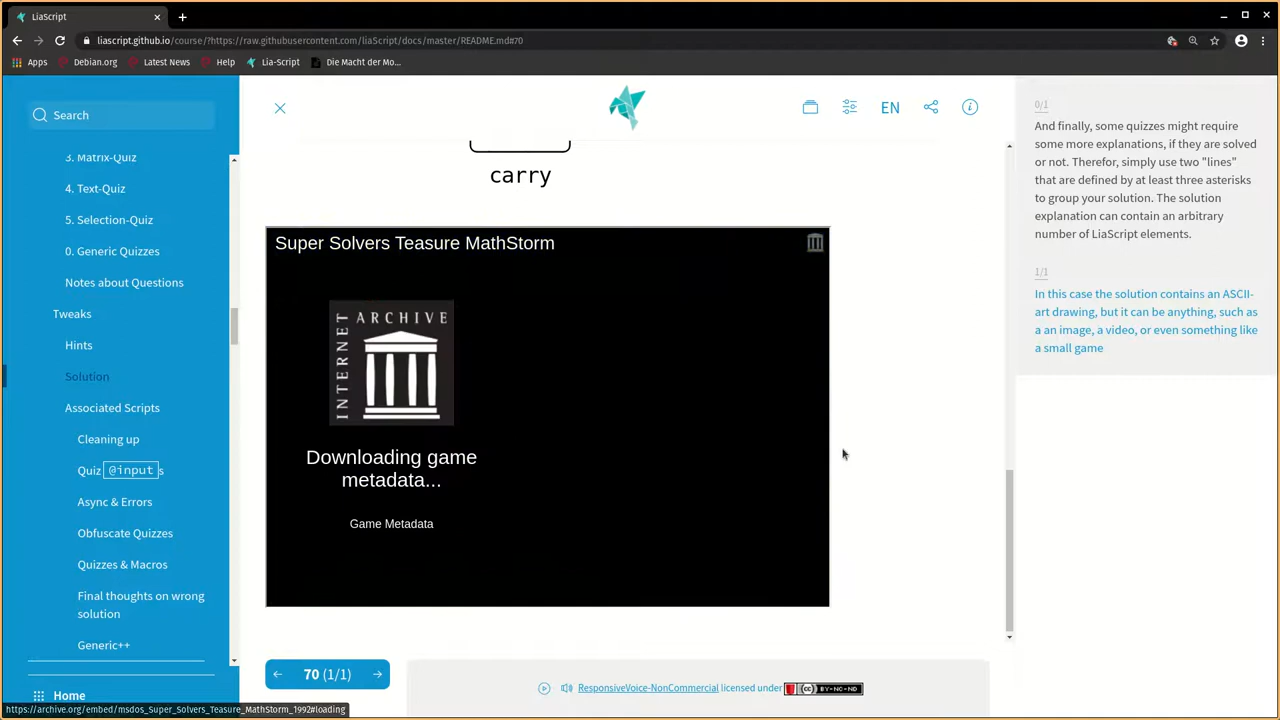 LiaScript
liascript.github.io/course/?https://raw.githubusercontent.com/liaScript/docs/master/README.md#70
Apps
Debian.org
Latest News
Help
Lia-Script
Die Macht der Mo...
Search
3. Matrix-Quiz
4. Text-Quiz
5. Selection-Quiz
0. Generic Quizzes
Notes about Questions
Tweaks
Hints
Solution
Associated Scripts
Cleaning up
Quiz @input s
Async & Errors
Obfuscate Quizzes
Quizzes & Macros
Final thoughts on wrong
solution
Generic++
Home
https://archive.org/embed/msdos_Super_Solvers_Teasure_MathStorm_1992#loading
EN
carry
Super Solvers Teasure MathStorm
INTERNET
ARCHIVE
Downloading game
metadata...
Game Metadata
70 (1/1)
ResponsiveVoice-NonCommercial licensed under
cc BY-NC-ND
0/1
And finally, some quizzes might require
some more explanations, if they are solved
or not. Therefor, simply use two "lines"
that are defined by at least three asterisks
to group your solution. The solution
explanation can contain an arbitrary
number of LiaScript elements.
1/1
In this case the solution contains an ASCII-
art drawing, but it can be anything, such as
a an image, a video, or even something like
a small game